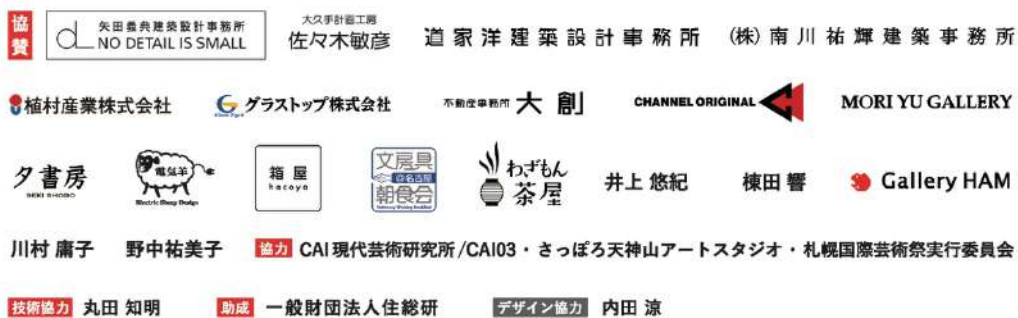 協賛
矢田義典建築設計事務所
NO DETAIL IS SMALL
大久手計画工房
佐々木敏彦
道家洋建築設計事務所
(株)南川祐輝建築事務所
植村産業株式会社
グラストップ株式会社
不動産事務所 大創
CHANNEL ORIGINAL
MORI YU GALLERY
夕書房
SEKI SHOBO
電気羊
Electric Sheep Design
箱屋
hacoya
文房具
@名古屋
朝食会
わざもん
茶屋
井上 悠紀
棟田 響
Gallery HAM
川村 庸子 野中祐美子 協力 CAI現代芸術研究所/CAI03・さっぽろ天神山アートスタジオ・札幌国際芸術祭実行委員会
技術協力 丸田 知明 助成 一般財団法人住総研 デザイン協力 内田 涼